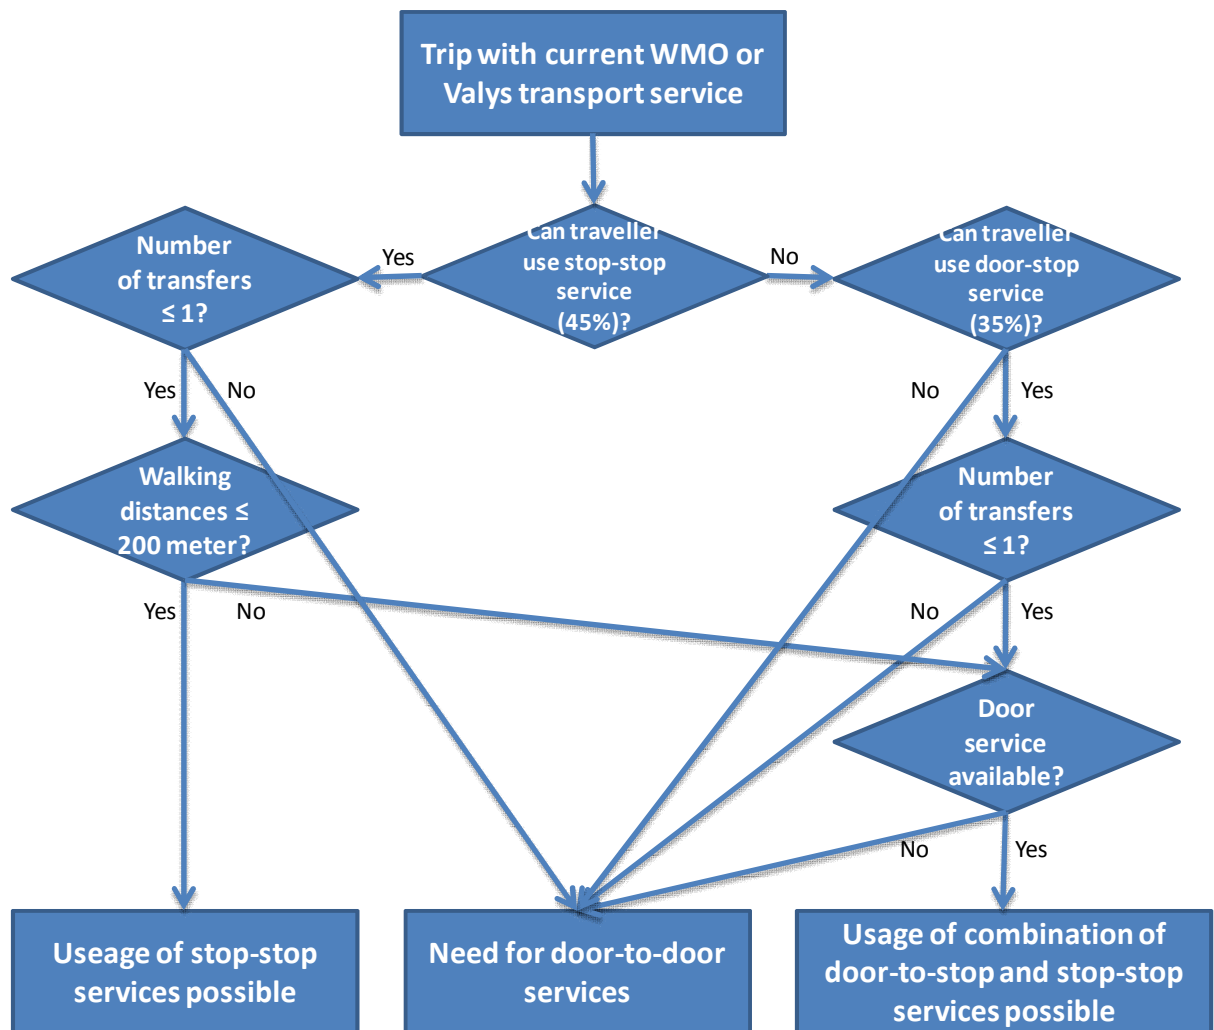 Trip with current WMO or
Valys transport service
Number
of transfers
≤ 1?
Yes
Can traveller
use stop-stop
service
(45%)?
No
Can traveller
use door-stop
service
(35%)?
Yes
No
No
Yes
Walking
distances ≤
200 meter?
Number
of transfers
≤ 1?
Yes
No
No
Yes
Door
service
available?
No
Yes
Useage of stop-stop
services possible
Need for door-to-door
services
Usage of combination of
door-to-stop and stop-stop
services possible